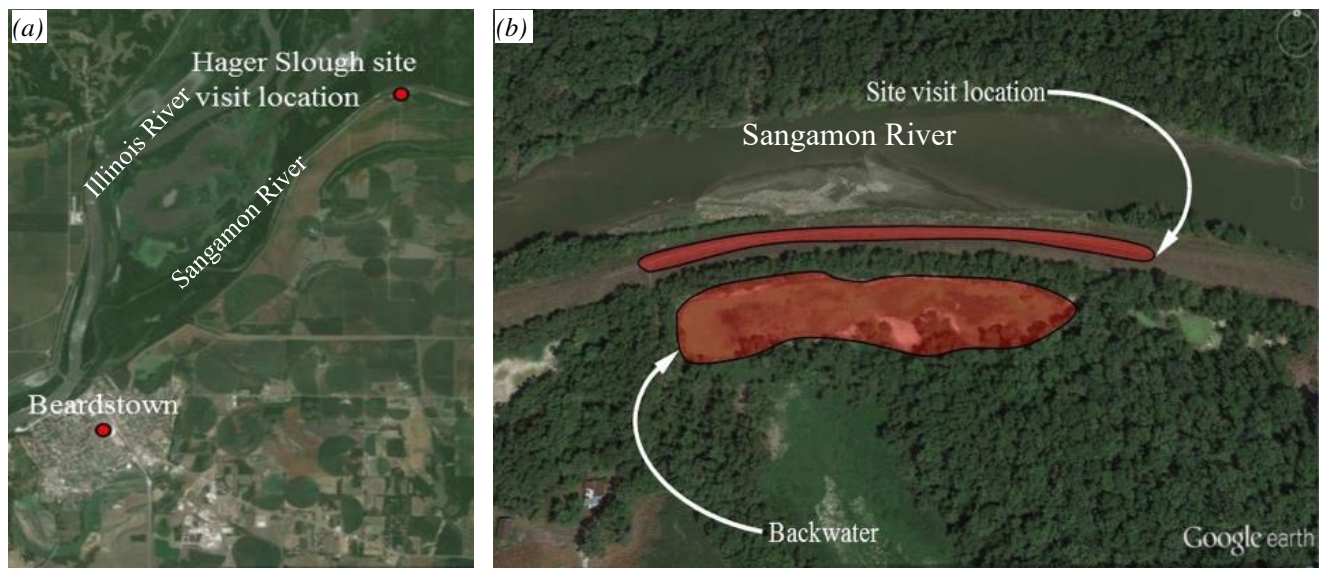 (a)
Hager Slough site
visit location
Illinois River
Sangamon River
Beardstown
(b)
Site visit location
Sangamon River
Backwater
Google earth